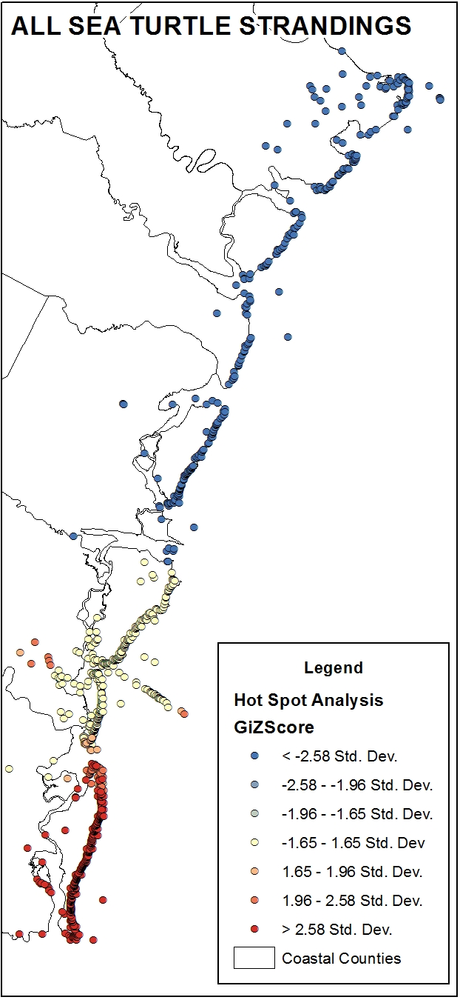 ALL SEA TURTLE STRANDINGS
Legend
Hot Spot Analysis
GiZScore
< -2.58 Std. Dev.
-2.58 - -1.96 Std. Dev.
-1.96 - -1.65 Std. Dev.
-1.65 - 1.65 Std. Dev
1.65 - 1.96 Std. Dev.
1.96 - 2.58 Std. Dev.
> 2.58 Std. Dev.
Coastal Counties